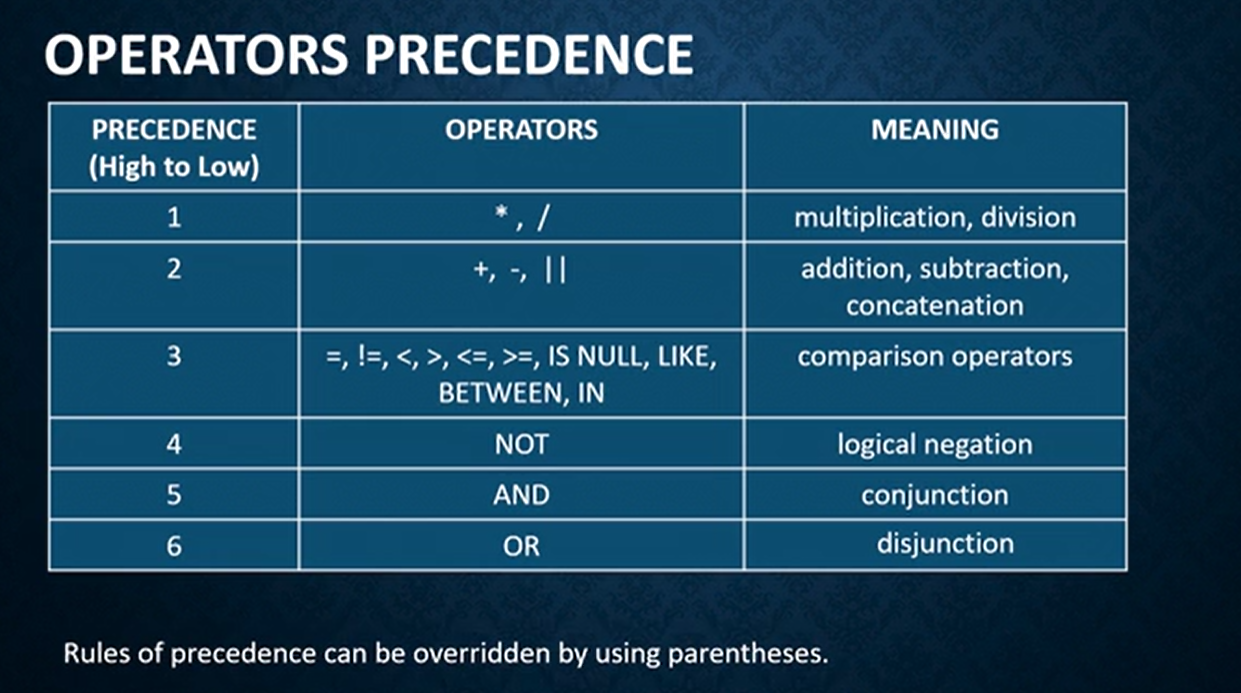 OPERATORS PRECEDENCE
PRECEDENCE
(High to Low)
OPERATORS
MEANING
1
* , /
multiplication, division
2
+, -, ||
addition, subtraction,
concatenation
3
=, !=, <, >, <=, >=, IS NULL, LIKE,
BETWEEN, IN
comparison operators
4
NOT
logical negation
5
AND
conjunction
6
OR
disjunction
Rules of precedence can be overridden by using parentheses.